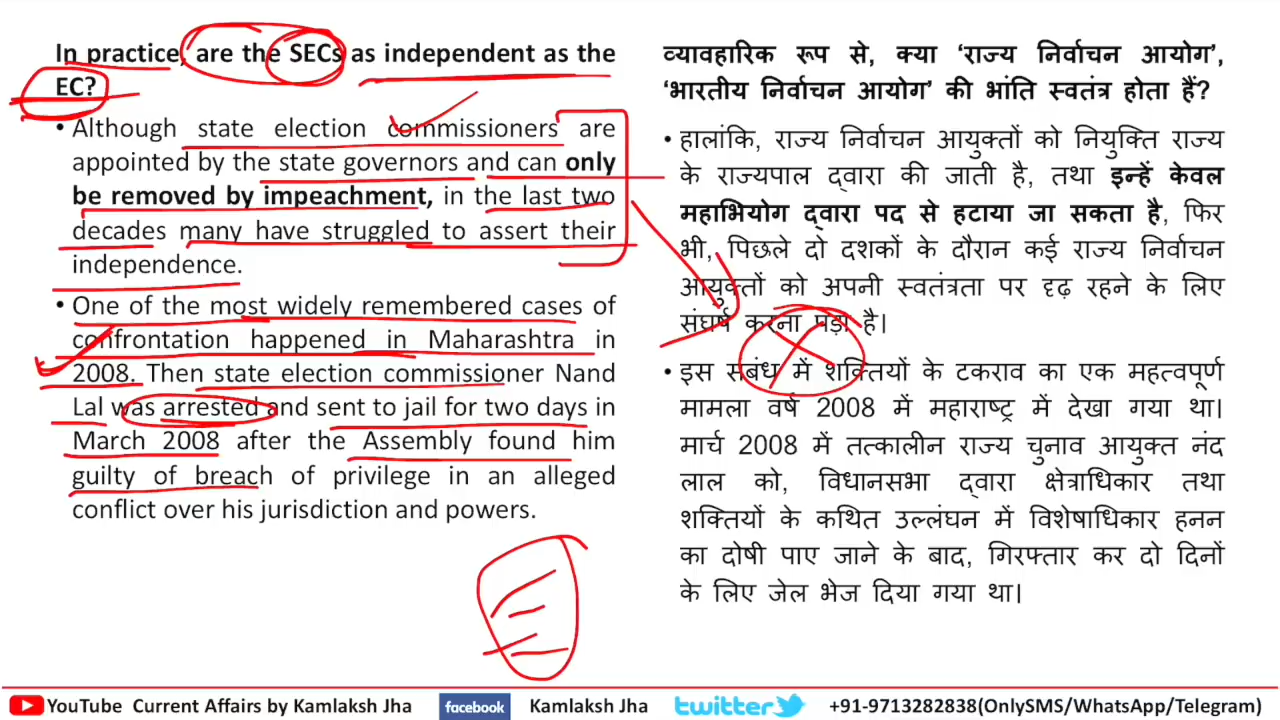 In practice, are the SECs as independent as the
EC?
• Although state election commissioners are
appointed by the state governors and can only
be removed by impeachment, in the last two
decades many have struggled to assert their
independence.
• One of the most widely remembered cases of
confrontation happened in Maharashtra in
2008. Then state election commissioner Nand
Lal was arrested and sent to jail for two days in
March 2008 after the Assembly found him
guilty of breach of privilege in an alleged
conflict over his jurisdiction and powers.
व्यावहारिक रूप से, क्या ‘राज्य निर्वाचन आयोग’,
‘भारतीय निर्वाचन आयोग’ की भांति स्वतंत्र होता हैं?
• हालांकि, राज्य निर्वाचन आयुक्तों को नियुक्ति राज्य
के राज्यपाल द्वारा की जाती है, तथा इन्हें केवल
महाभियोग द्वारा पद से हटाया जा सकता है, फिर
भी, पिछले दो दशकों के दौरान कई राज्य निर्वाचन
आयुक्तों को अपनी स्वतंत्रता पर दृढ़ रहने के लिए
संघर्ष करना पड़ा है।
• इस संबंध में शक्तियों के टकराव का एक महत्वपूर्ण
मामला वर्ष 2008 में महाराष्ट्र में देखा गया था।
मार्च 2008 में तत्कालीन राज्य चुनाव आयुक्त नंद
लाल को, विधानसभा द्वारा क्षेत्राधिकार तथा
शक्तियों के कथित उल्लंघन में विशेषाधिकार हनन
का दोषी पाए जाने के बाद, गिरफ्तार कर दो दिनों
के लिए जेल भेज दिया गया था।
YouTube Current Affairs by Kamlaksh Jha facebook Kamlaksh Jha twitter +91-9713282838(OnlySMS/WhatsApp/Telegram)